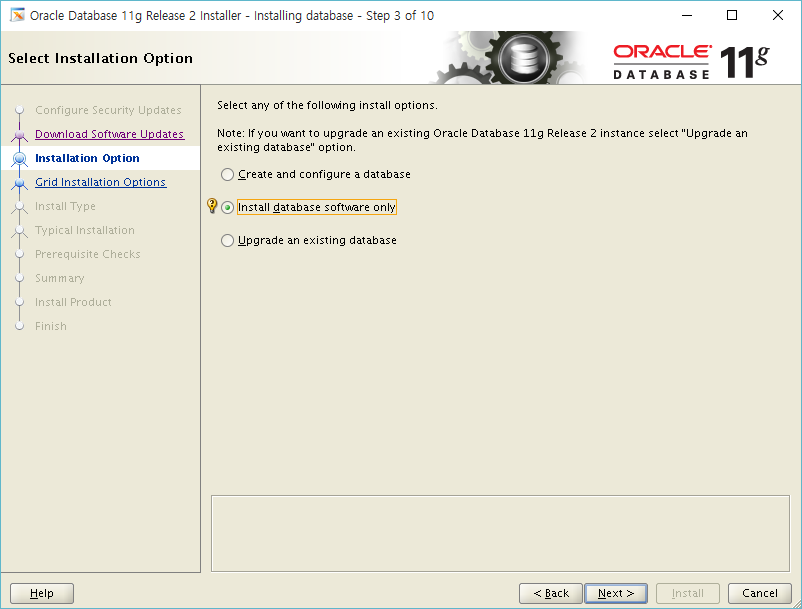 Oracle Database 11g Release 2 Installer - Installing database - Step 3 of 10
Select Installation Option
ORACLE
DATABASE
11g
Configure Security Updates
Download Software Updates
Installation Option
Grid Installation Options
Install Type
Typical Installation
Prerequisite Checks
Summary
Install Product
Finish
Select any of the following install options.
Note: If you want to upgrade an existing Oracle Database 11g Release 2 instance select "Upgrade an
existing database" option.
Create and configure a database
Install database software only
Upgrade an existing database
Help
< Back
Next >
Install
Cancel